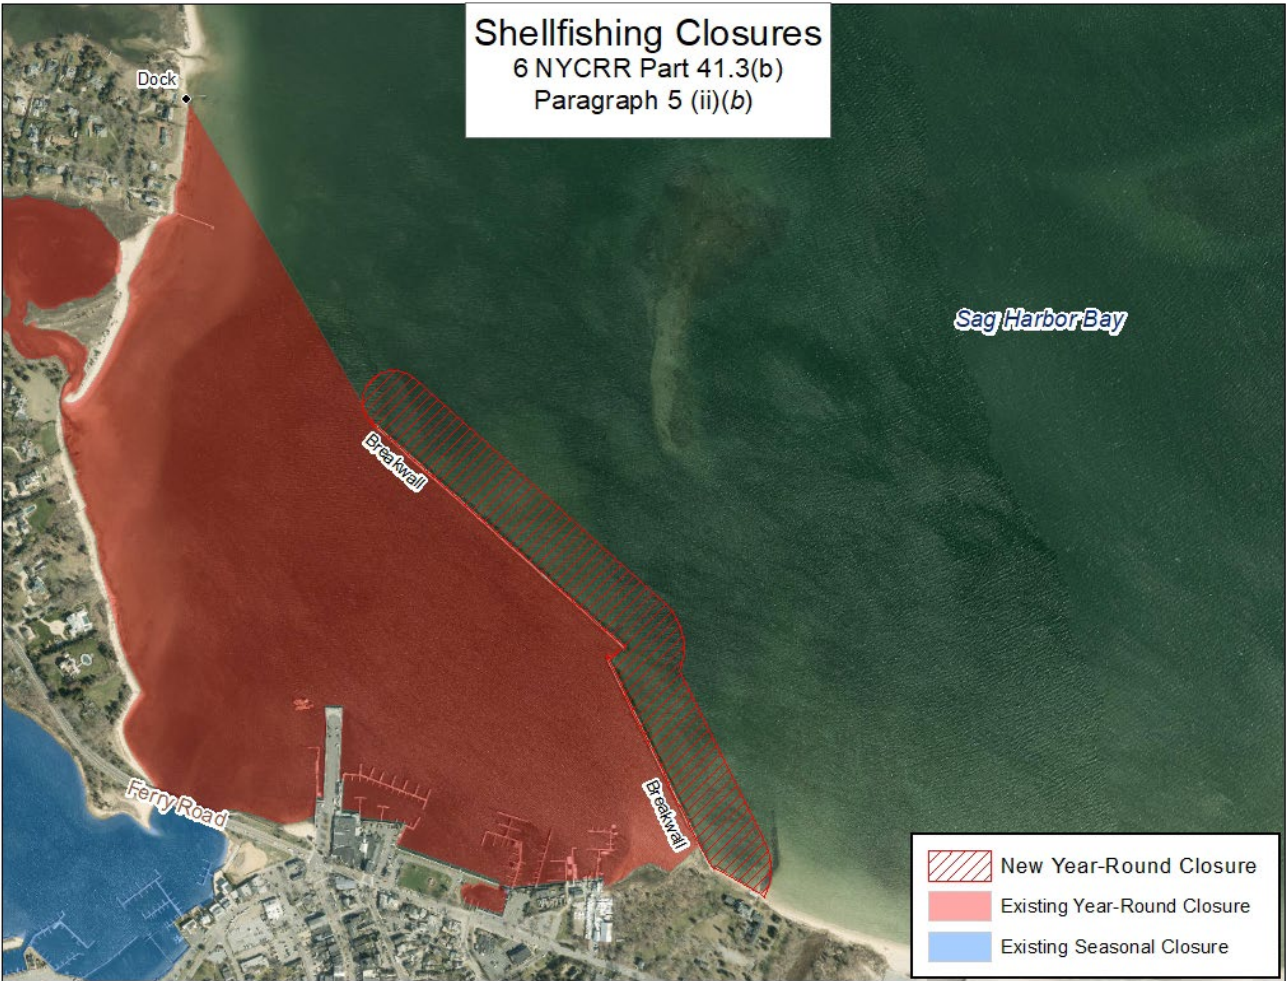 Shellfishing Closures
6 NYCRR Part 41.3(b)
Paragraph 5 (ii)(b)
Dock
Sag Harbor Bay
Breakwall
Breakwall
Ferry Road
New Year-Round Closure
Existing Year-Round Closure
Existing Seasonal Closure